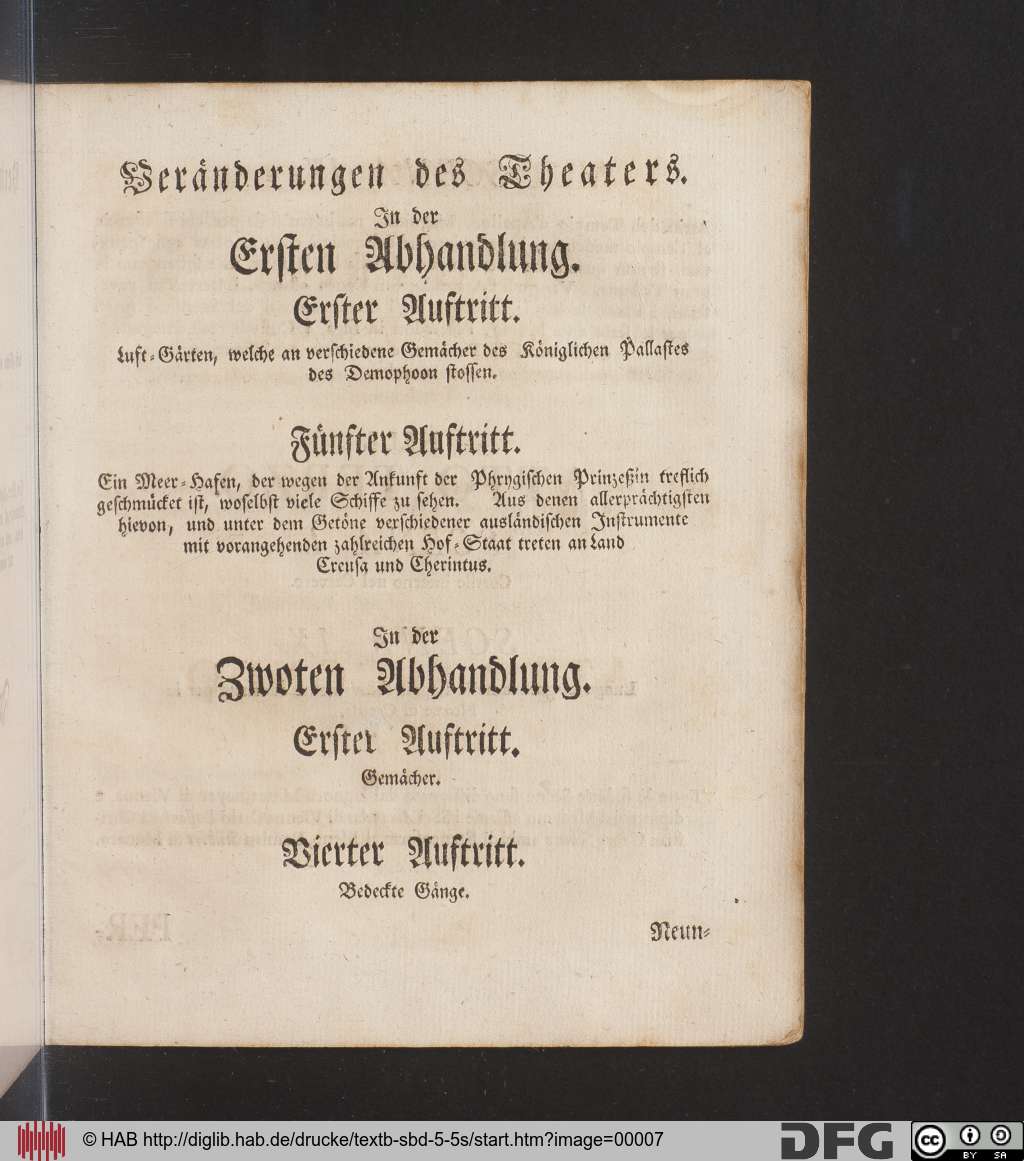 Veränderungen des Theaters.
In der
Ersten Abhandlung.
Erster Auftritt.
Lust-Gärten, welche an verschiedene Gemächer des Königlichen Pallastes
des Demophoon stossen.
Fünfter Auftritt.
Ein Meer-Hafen, der wegen der Ankunft der Phrygischen Prinzeßin treflich
geschmücket ist, woselbst viele Schiffe zu sehen. Aus denen allerprächtigsten
hievon, und unter dem Getöne verschiedener ausländischen Instrumente
mit vorangehenden zahlreichen Hof-Staat treten an Land
Creusa und Cherintus.
In der
Zwoten Abhandlung.
Erster Auftritt.
Gemächer.
Vierter Auftritt.
Bedeckte Gänge.
Neun-
© HAB http://diglib.hab.de/drucke/textb-sbd-5-5s/start.htm?image=00007
DFG
cc BY SA